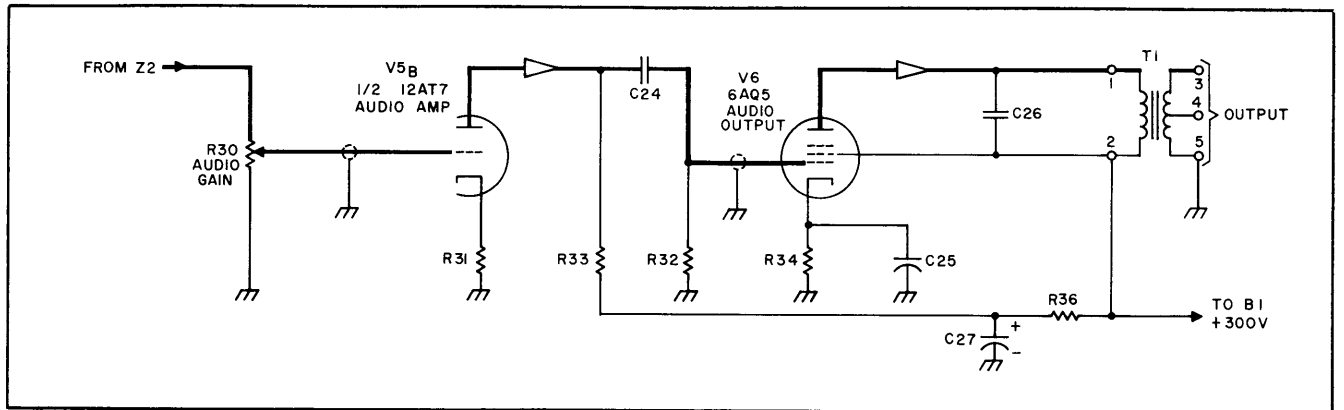 FROM Z2
R30
AUDIO
GAIN
V5B
1/2 12AT7
AUDIO AMP
R31
R33
C24
R32
V6
6AQ5
AUDIO
OUTPUT
R34
C25
C26
1
2
T1
3
4
5
OUTPUT
C27
+
-
R36
TO B1
+300V